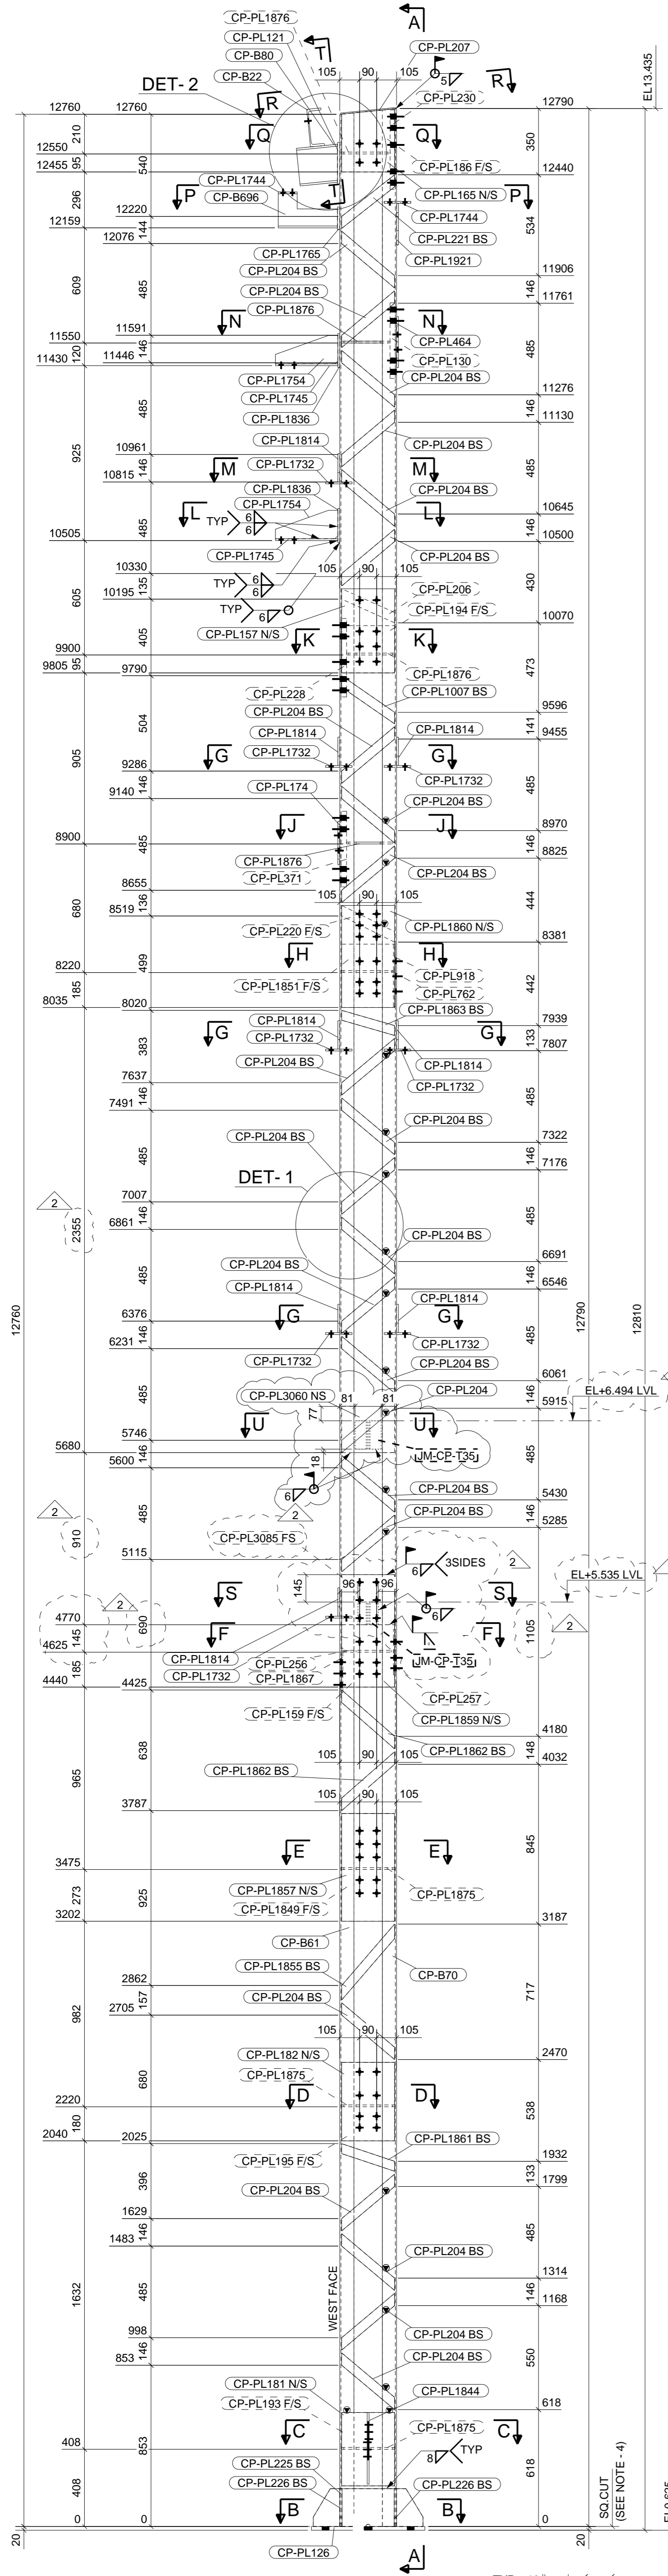 CP-PL1876
CP-PL121
CP-B80
CP-B22
DET- 2
T
105 90 105
A
CP-PL207
5
R
R
CP-PL230
EL13.435
12760 12760
12790
210
350
Q
Q
12550
95
540
CP-PL186 F/S
12455
12440
CP-PL1744
T
CP-PL165 N/S
296
P
P
CP-B696
CP-PL1744
534
12220
CP-PL221 BS
12159
144
12076
CP-PL1765
CP-PL1921
CP-PL204 BS
11906
146
609
485
CP-PL204 BS
11761
CP-PL1876
N
N
11591
CP-PL464
11550
146
485
120
11446
CP-PL130
11430
CP-PL1754
CP-PL204 BS
CP-PL1745
11276
146
485
CP-PL1836
11130
CP-PL1814
CP-PL204 BS
925
10961
146
M
CP-PL1732
M
485
10815
CP-PL1836
CP-PL204 BS
L
CP-PL1754
L
10645
TYP 6 6
146
485
10505
CP-PL1745
10500
CP-PL204 BS
10330
105 90 105
430
135
TYP 6 6
CP-PL206
605
10195
TYP 6
CP-PL194 F/S
10070
CP-PL157 N/S
405
K
K
9900
473
9805 95 9790
CP-PL1876
CP-PL228
CP-PL1007 BS
9596
CP-PL204 BS
141
504
CP-PL1814
CP-PL1814
9455
905
CP-PL1732
G
G
9286
CP-PL1732
146
485
9140
CP-PL174
CP-PL204 BS
J
J
8970
8900
146
485
8825
CP-PL1876
CP-PL204 BS
CP-PL371
8655
444
136
105 90 105
680
8519
CP-PL1860 N/S
CP-PL220 F/S
8381
H
H
8220
499
CP-PL918
442
CP-PL1851 F/S
CP-PL762
185
8035 8020
CP-PL1863 BS
7939
CP-PL1814
G
G
133
CP-PL1732
7807
383
CP-PL1814
CP-PL204 BS
CP-PL1732
7637
485
146
7491
CP-PL204 BS
7322
CP-PL204 BS
146
485
7176
DET- 1
2
7007
2355
146
485
6861
CP-PL204 BS
6691
CP-PL204 BS
146
485
6546
CP-PL1814
CP-PL1814
12760
12790
12810
6376
G
G
146
485
6231
CP-PL1732
CP-PL1732
CP-PL204 BS
6061
146
CP-PL3060 NS
81 81
CP-PL204
EL+6.494 LVL
485
5915
77
U
U
5746
146
485
5680
JM-CP-T35
5600
18
CP-PL204 BS
6
5430
2
2
CP-PL204 BS
146
910
485
CP-PL3085 FS
5285
5115
6 3SIDES
2
EL+5.535 LVL
S
145
96 96
S
2
6
4770
F
F
690
1105
2
145
CP-PL1814
4625
CP-PL1732
CP-PL256
JM-CP-T35
185
CP-PL1867
4440 4425
CP-PL257
CP-PL159 F/S
CP-PL1859 N/S
4180
638
148
105 90 105
CP-PL1862 BS
4032
965
CP-PL1862 BS
3787
105 90 105
845
E
E
3475
925
CP-PL1857 N/S
CP-PL1875
273
CP-PL1849 F/S
3202
3187
CP-B61
CP-PL1855 BS
CP-B70
2862
717
157
CP-PL204 BS
982
2705
105 90 105
2470
CP-PL182 N/S
680
CP-PL1875
D
D
2220
538
180
2040 2025
CP-PL1861 BS
CP-PL195 F/S
1932
396
133
CP-PL204 BS
1799
1629
146
485
1483
CP-PL204 BS
1314
1632
485
WEST FACE
146
1168
998
CP-PL204 BS
146
853
CP-PL204 BS
550
CP-PL181 N/S
CP-PL1844
618
CP-PL193 F/S
C
C
408
853
CP-PL1875
8 TYP
618
CP-PL225 BS
408
CP-PL226 BS
CP-PL226 BS
SQ.CUT
(SEE NOTE - 4)
B
B
0 0
0
20
20
CP-PL126
A